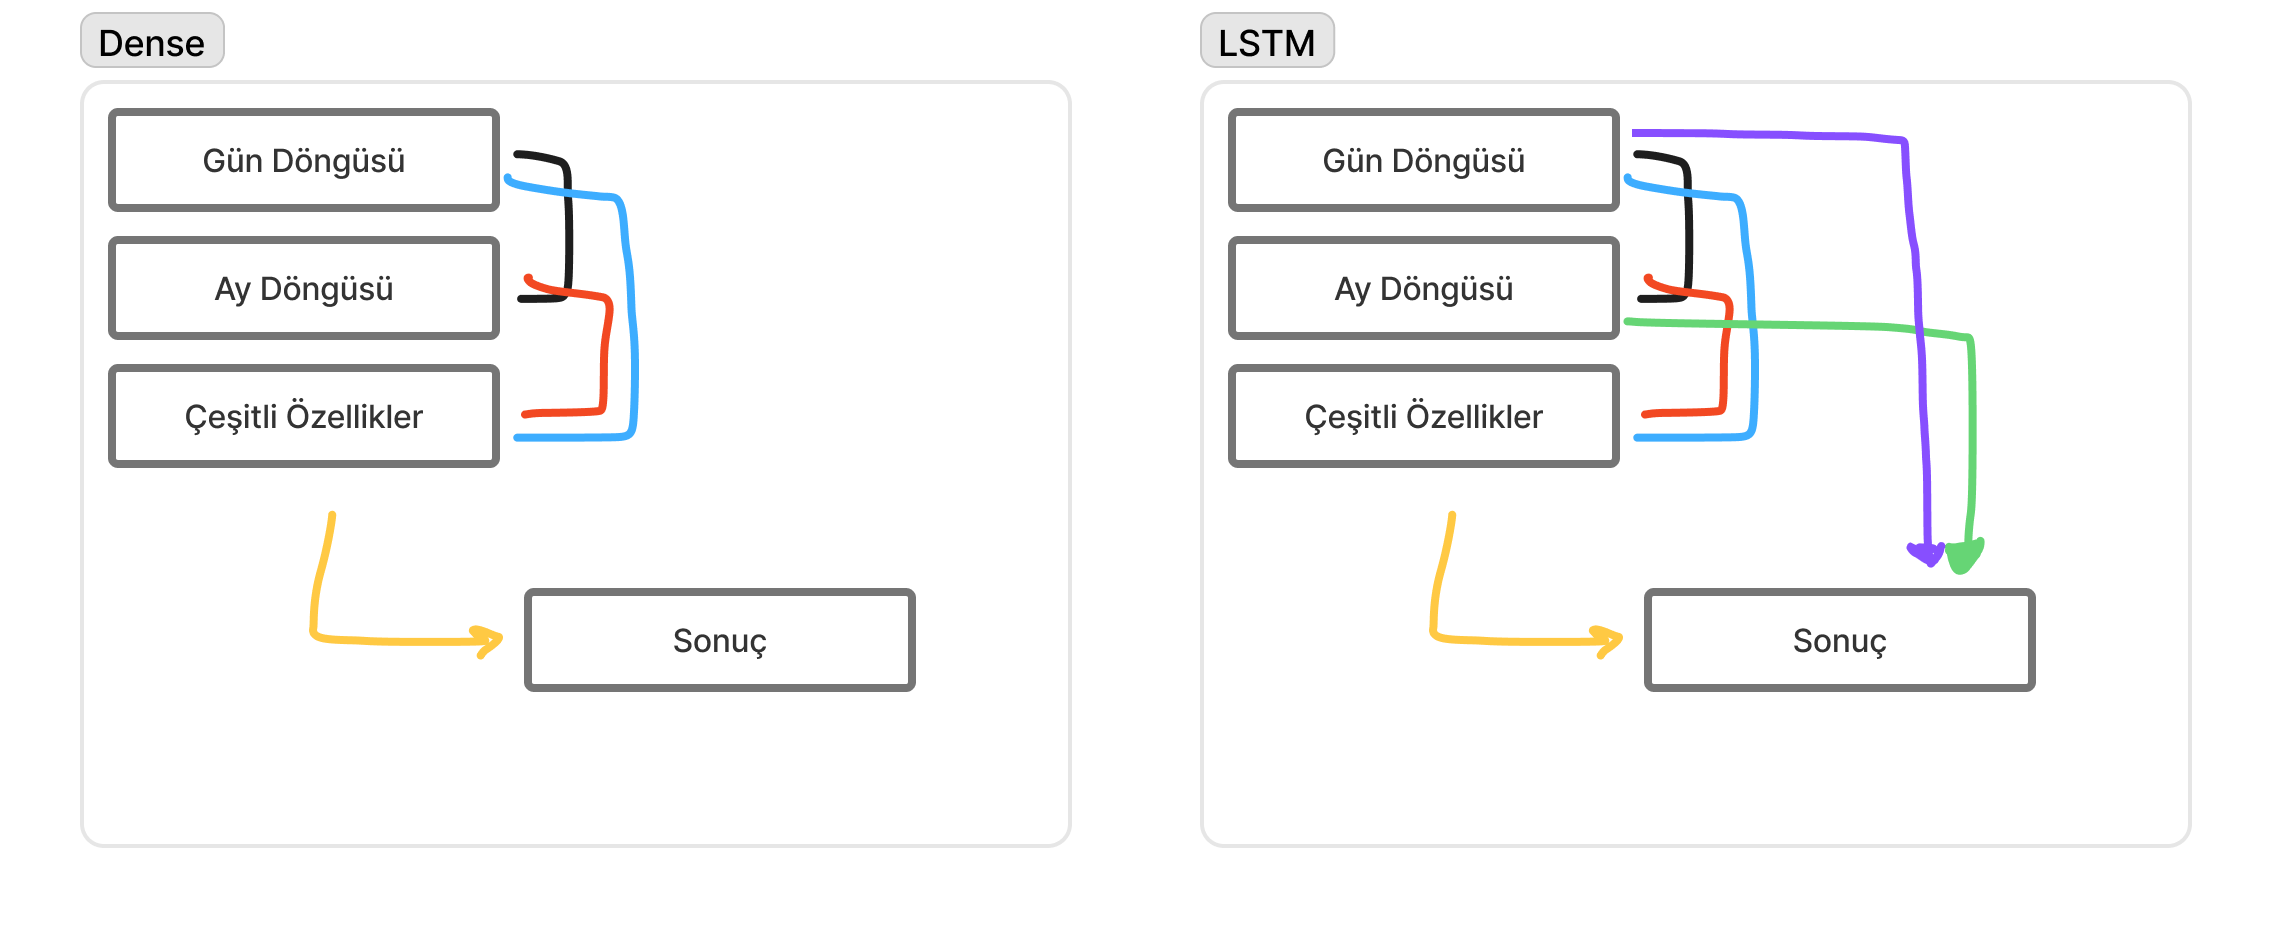 Dense
Gün Döngüsü
Ay Döngüsü
Çeşitli Özellikler
Sonuç
LSTM
Gün Döngüsü
Ay Döngüsü
Çeşitli Özellikler
Sonuç